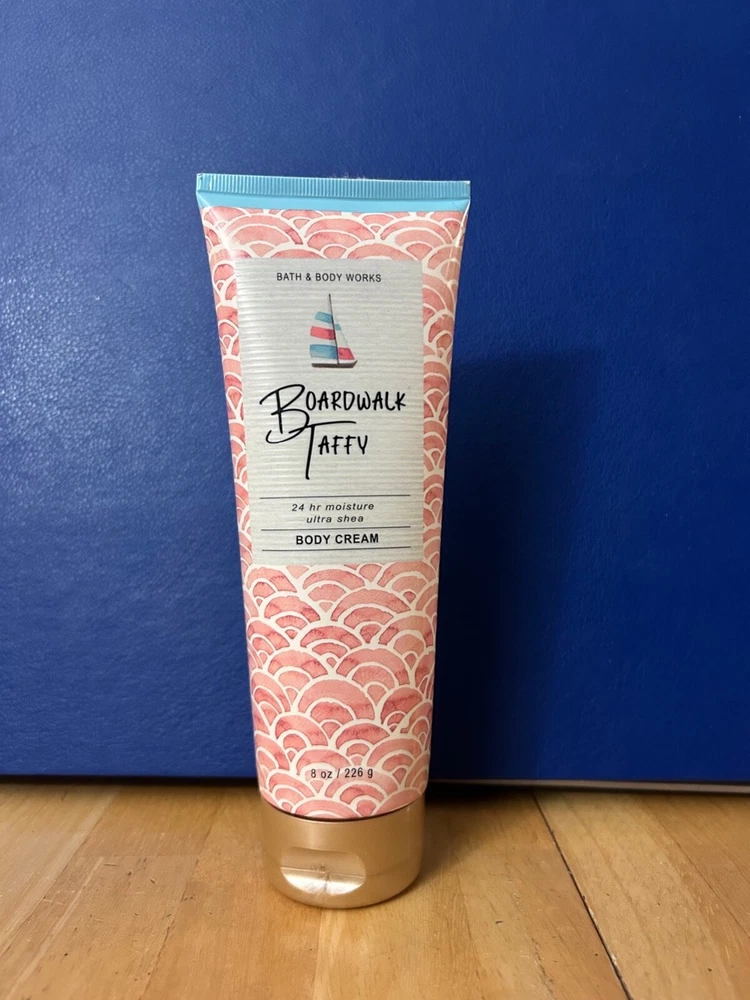 BATH & BODY WORKS
BOARDWALK
TAFFY
24 hr moisture
ultra shea
BODY CREAM
8 oz / 226 g